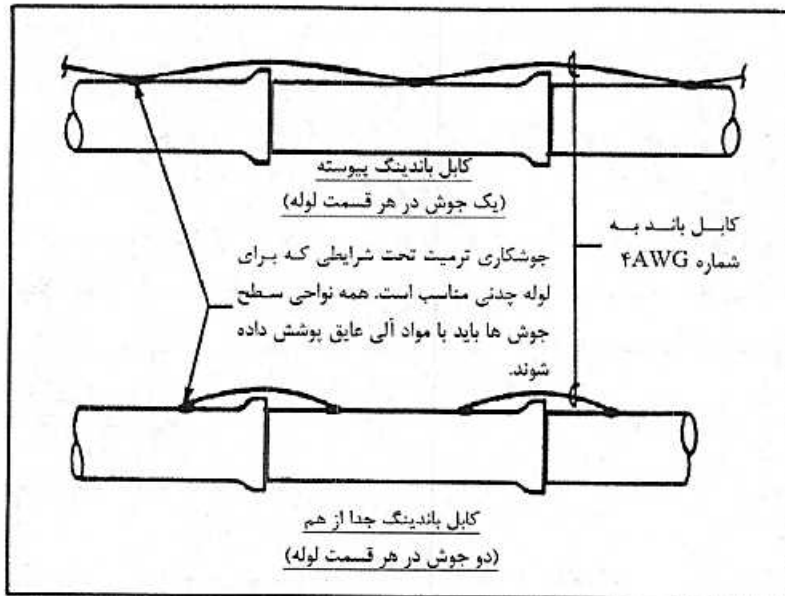 کابل باندینگ پیوسته
(یک جوش در هر قسمت لوله)
کابل باند به
شماره ۴AWG
جوشکاری ترمیت تحت شرایطی که برای
لوله چدنی مناسب است. همه نواحی سطح
جوش ها باید با مواد آلی عایق پوشش داده
شوند.
کابل باندینگ جدا از هم
(دو جوش در هر قسمت لوله)